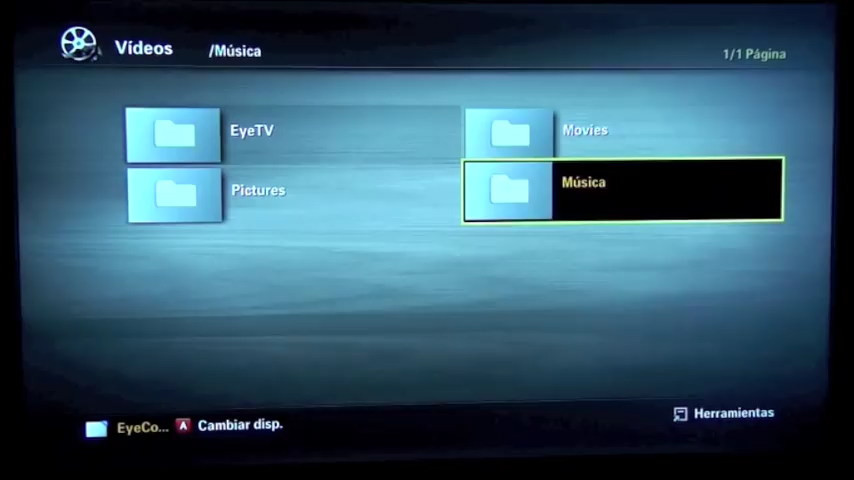 Vídeos /Música
1/1 Página
EyeTV
Movies
Pictures
Música
EyeCo... A Cambiar disp.
Herramientas